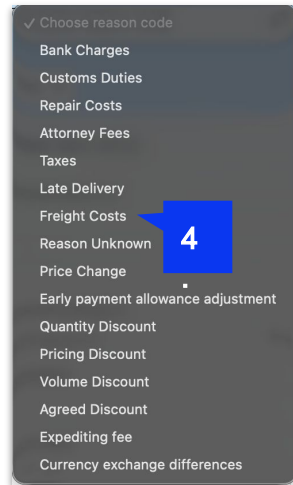 ✓ Choose reason code
Bank Charges
Customs Duties
Repair Costs
Attorney Fees
Taxes
Late Delivery
Freight Costs
4
Reason Unknown
Price Change
Early payment allowance adjustment
Quantity Discount
Pricing Discount
Volume Discount
Agreed Discount
Expediting fee
Currency exchange differences